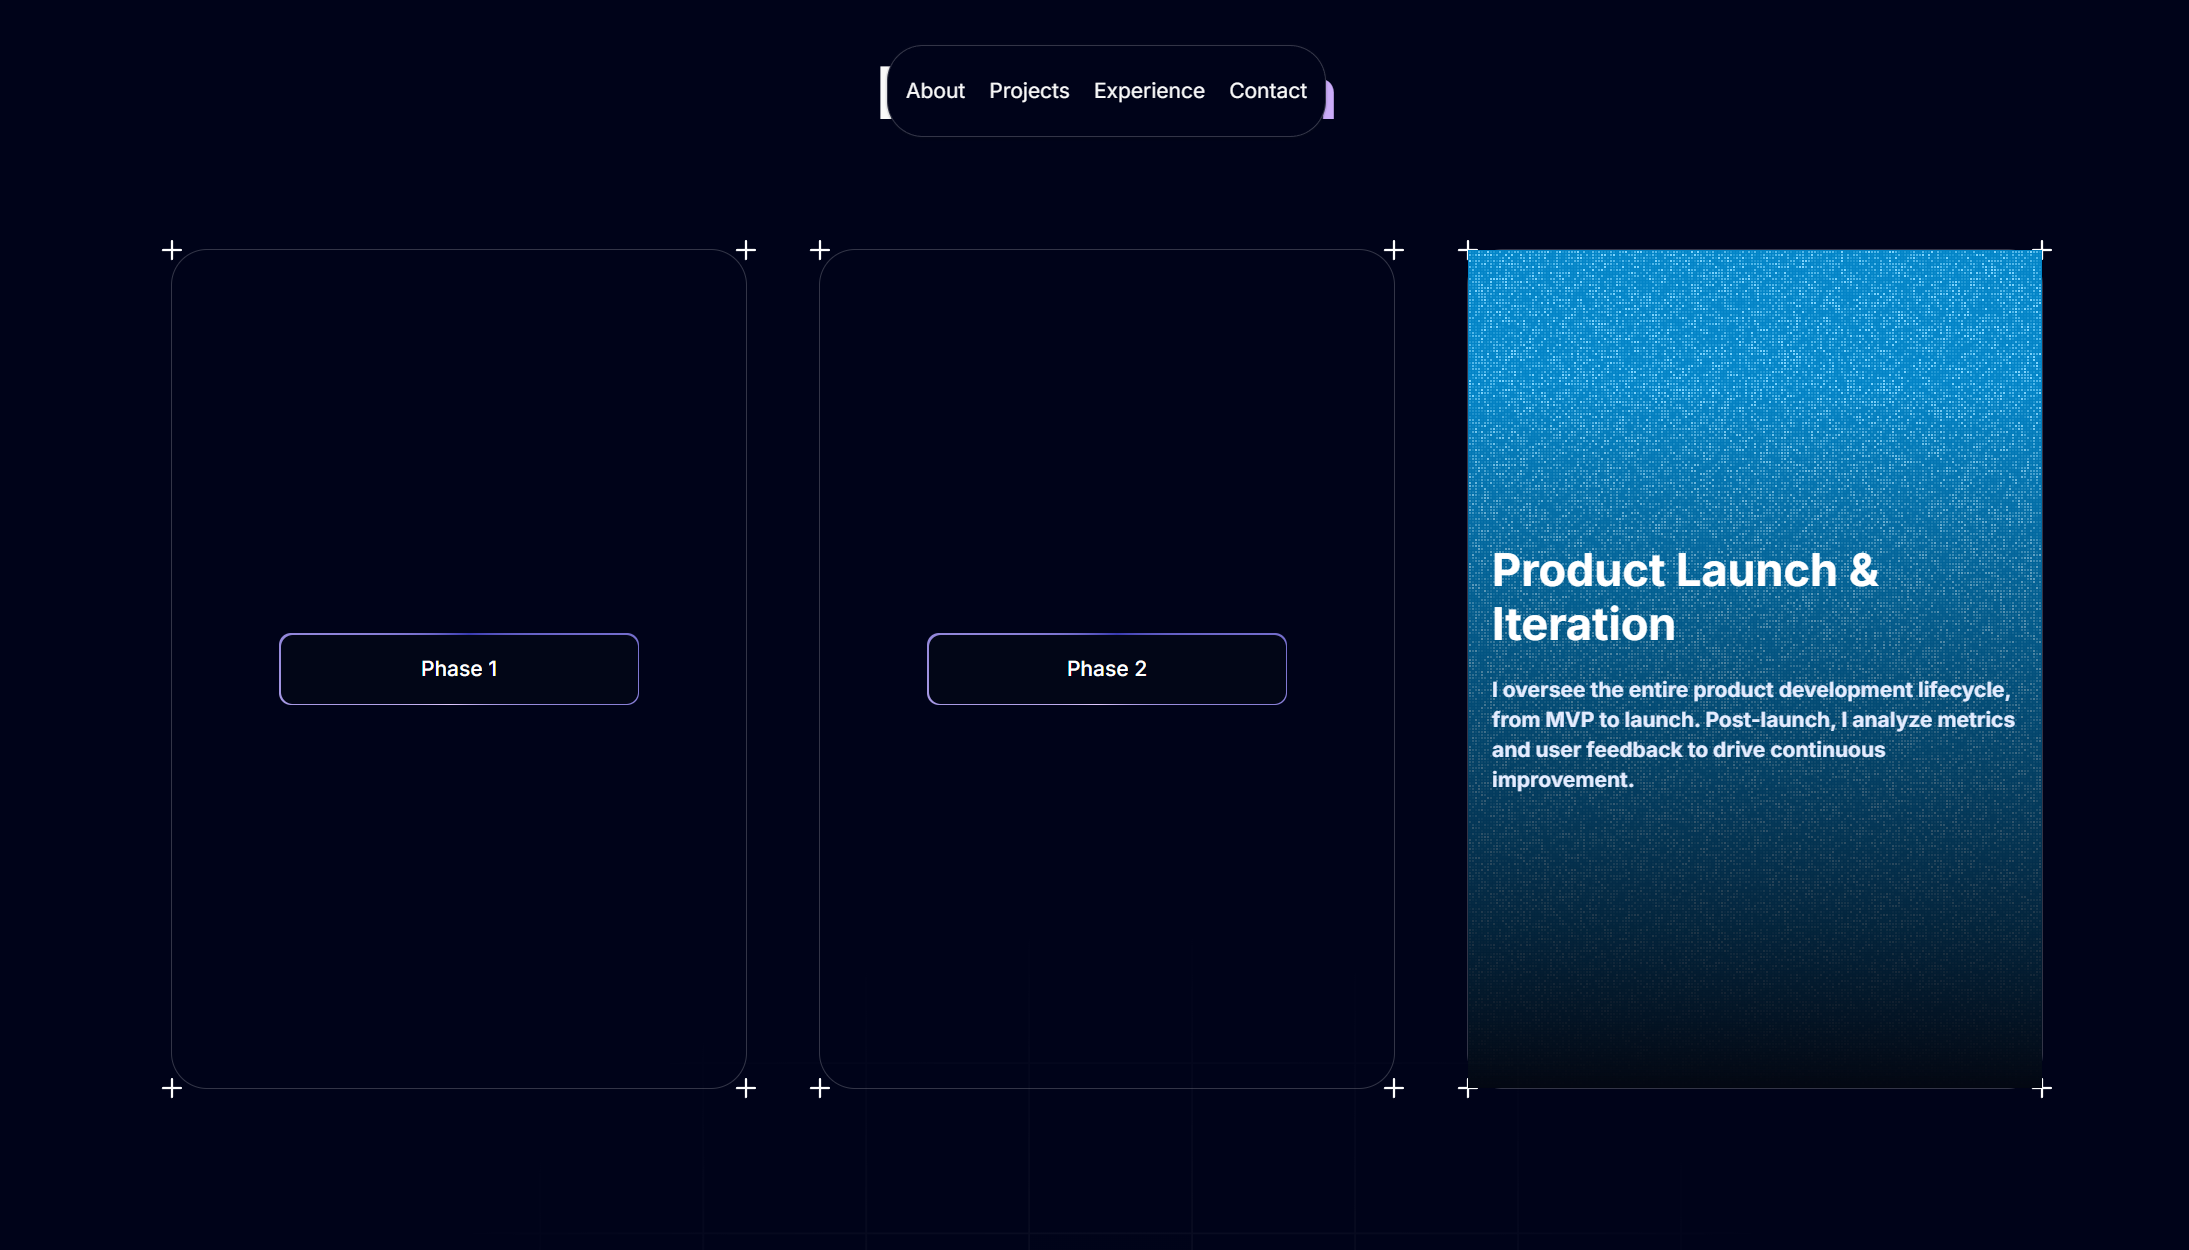 About Projects Experience Contact
Phase 1
Phase 2
Product Launch &
Iteration
I oversee the entire product development lifecycle,
from MVP to launch. Post-launch, I analyze metrics
and user feedback to drive continuous
improvement.